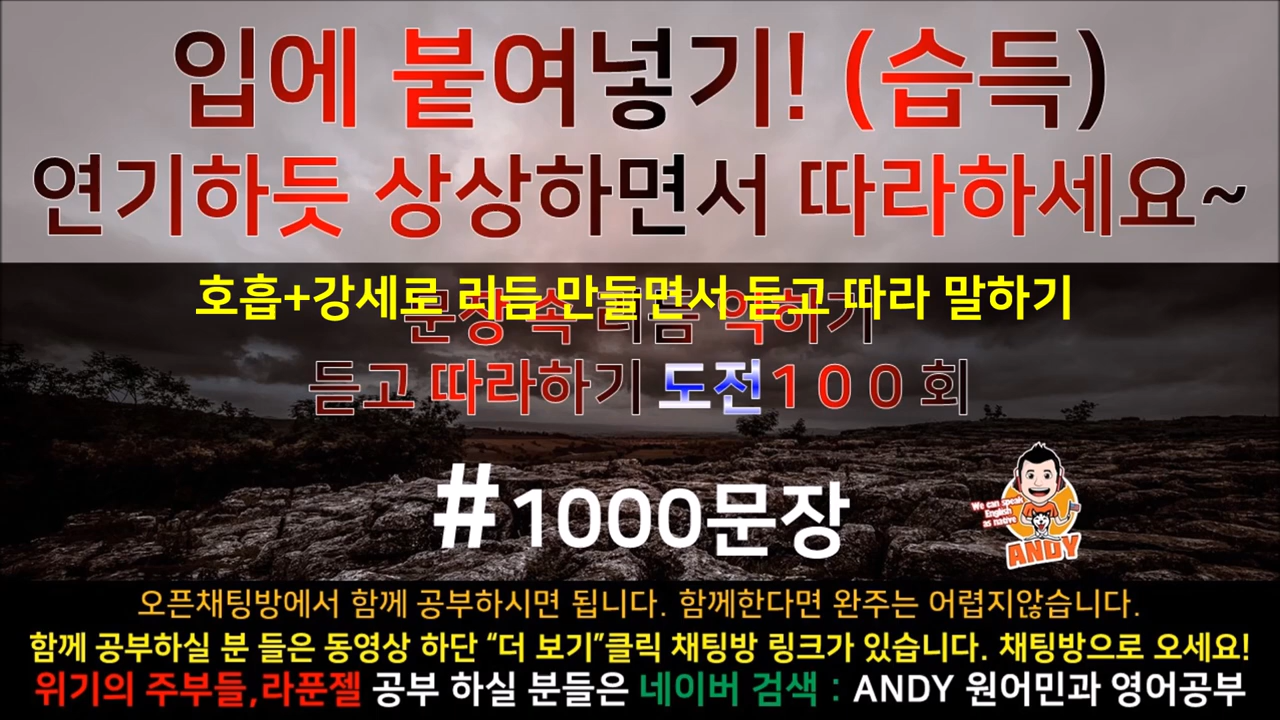 입에 붙여넣기! (습득)
연기하듯 상상하면서 따라하세요~
호흡+강세로 리듬 만들면서 듣고 따라 말하기
문장 속 리듬 익히기
듣고 따라하기 도전 1 0 0 회
#1000문장
We can speak
English
as native
ANDY
오픈채팅방에서 함께 공부하시면 됩니다. 함께한다면 완주는 어렵지않습니다.
함께 공부하실 분 들은 동영상 하단 “더 보기”클릭 채팅방 링크가 있습니다. 채팅방으로 오세요!
위기의 주부들,라푼젤 공부 하실 분들은 네이버 검색 : ANDY 원어민과 영어공부